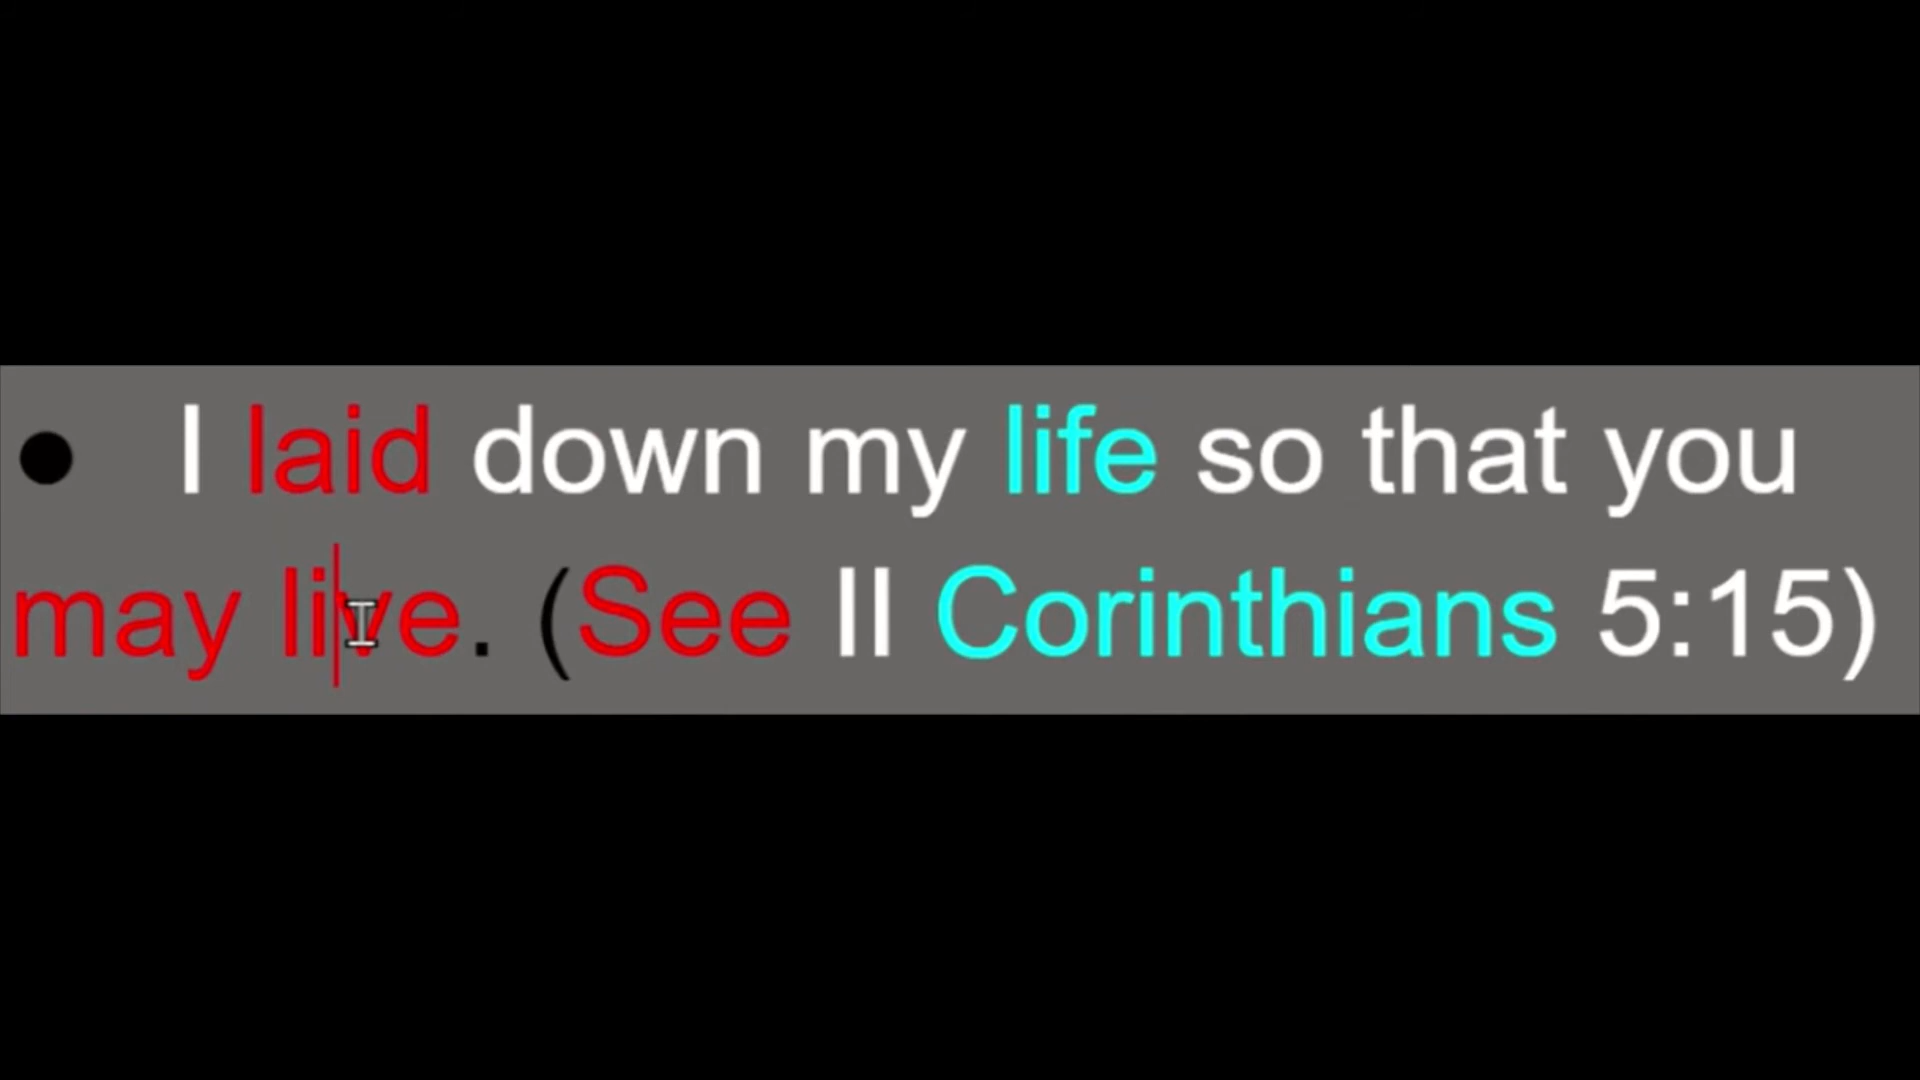 ● I laid down my life so that you
may live. (See II Corinthians 5:15)